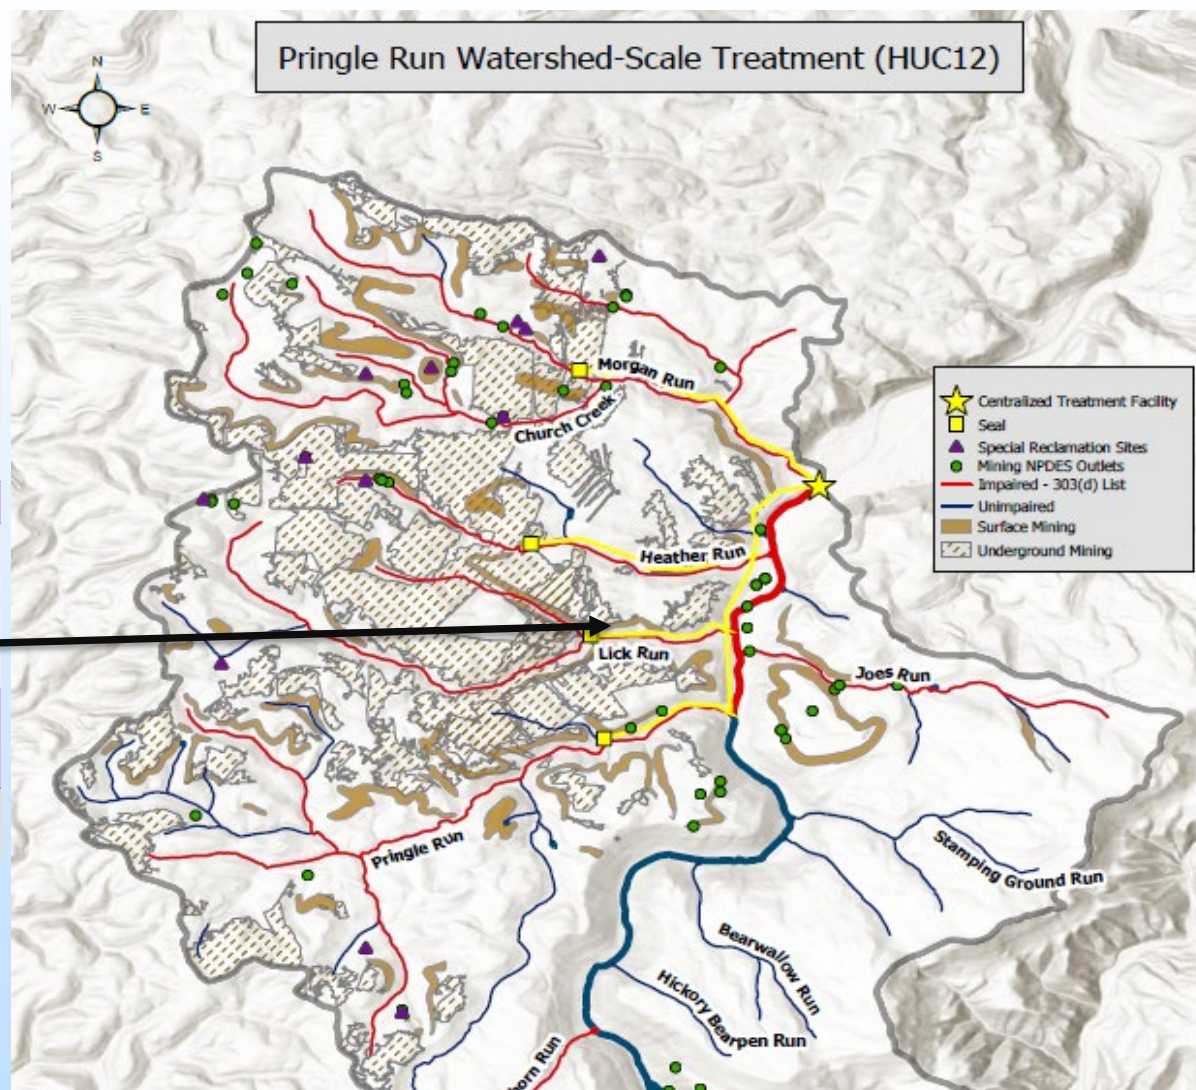 Pringle Run Watershed-Scale Treatment (HUC12)
N
W E
S
Morgan Run
Church Creek
Centralized Treatment Facility
Seal
Special Reclamation Sites
Mining NPDES Outlets
Impaired - 303(d) List
Unimpaired
Surface Mining
Underground Mining
Heather Run
Lick Run
Joes Run
Pringle Run
Stamping Ground Run
Bearwallow Run
Hickory Bearpen Run
Run